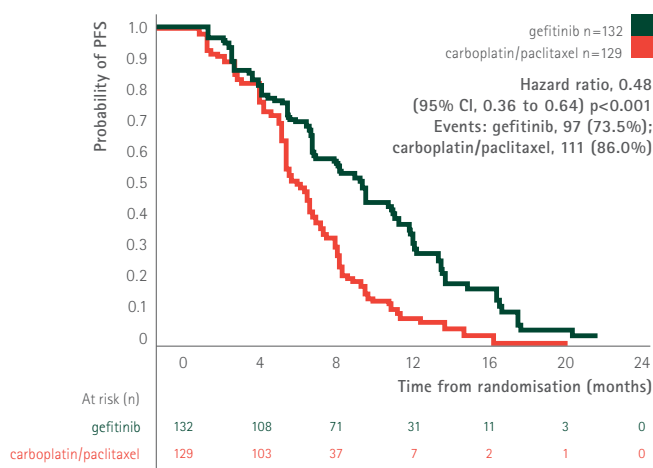 gefitinib n=132
carboplatin/paclitaxel n=129
Hazard ratio, 0.48
(95% CI, 0.36 to 0.64) p<0.001
Events: gefitinib, 97 (73.5%);
carboplatin/paclitaxel, 111 (86.0%)
Probability of PFS
1.0
0.9
0.8
0.7
0.6
0.5
0.4
0.3
0.2
0.1
0
0 4 8 12 16 20 24
Time from randomisation (months)
At risk (n)
gefitinib 132 108 71 31 11 3 0
carboplatin/paclitaxel 129 103 37 7 2 1 0